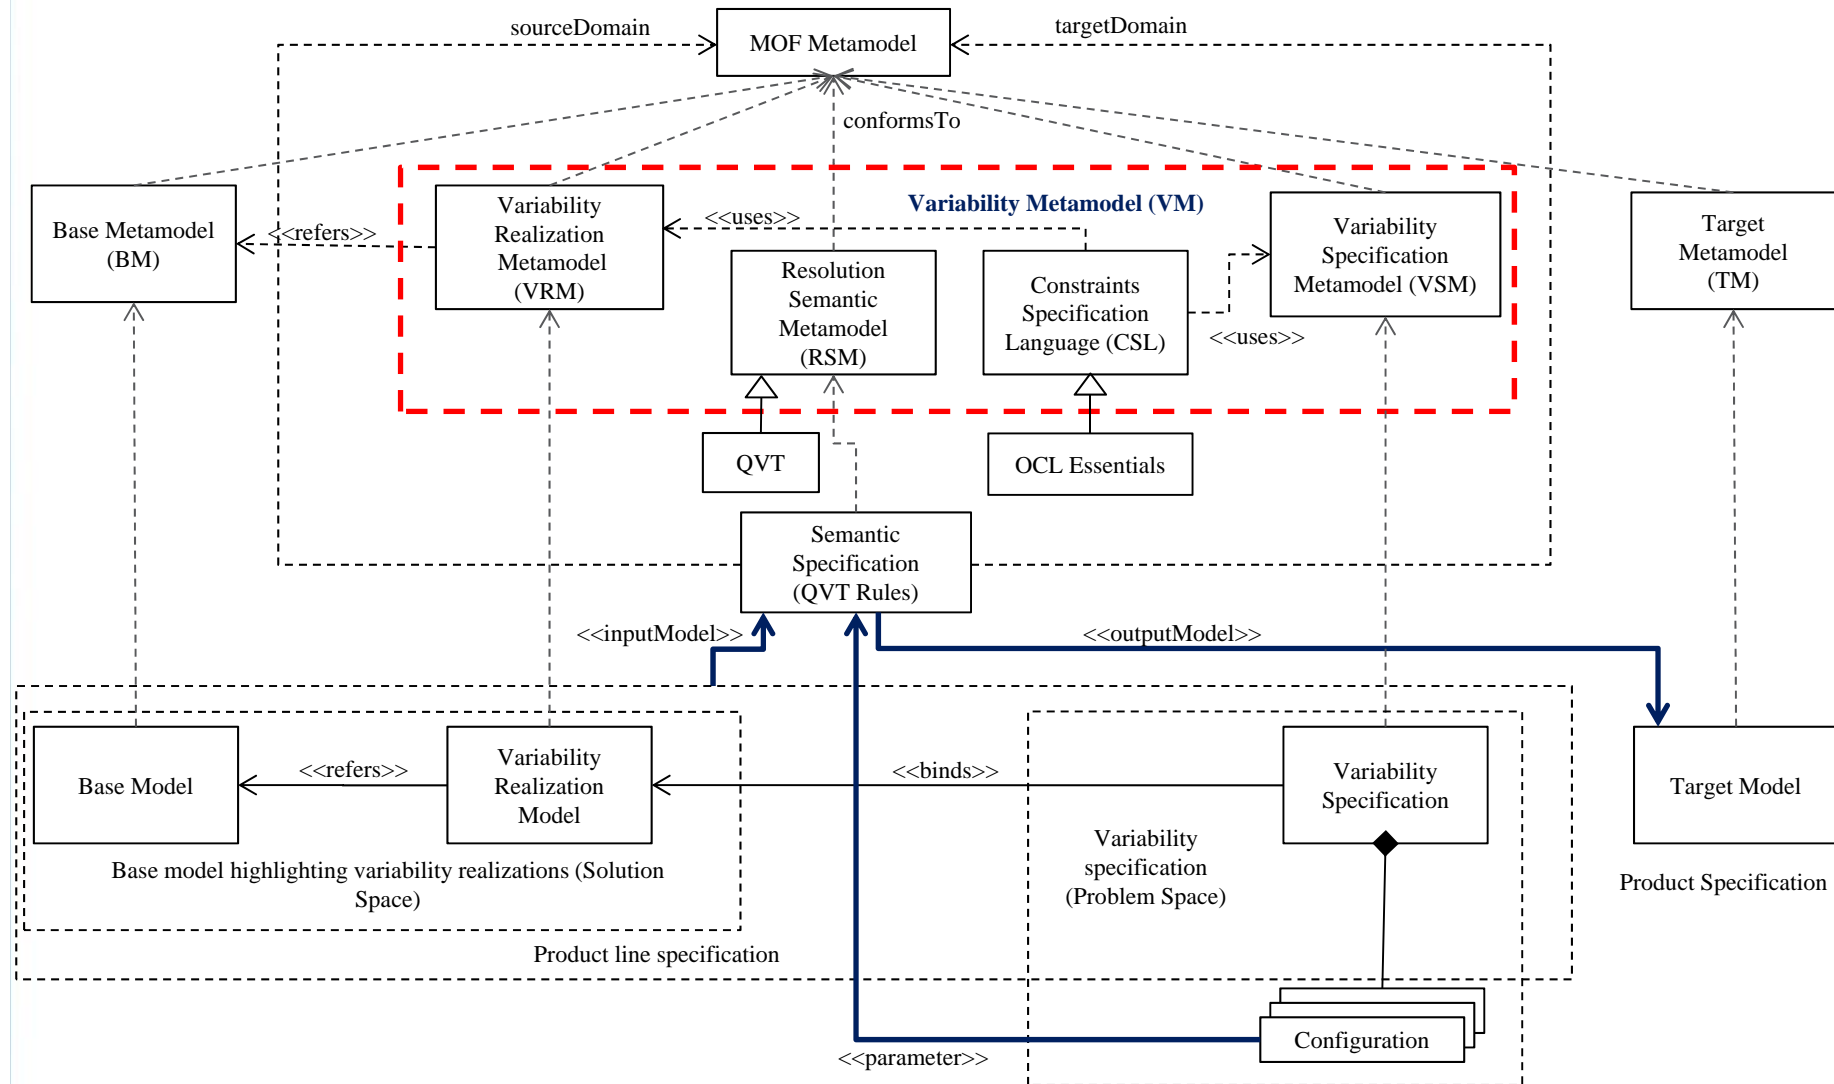 sourceDomain
targetDomain
MOF Metamodel
conformsTo
Variability Metamodel (VM)
Base Metamodel
(BM)
<<refers>>
Variability
Realization
Metamodel
(VRM)
<<uses>>
Resolution
Semantic
Metamodel
(RSM)
Constraints
Specification
Language (CSL)
<<uses>>
Variability
Specification
Metamodel (VSM)
Target
Metamodel
(TM)
QVT
OCL Essentials
Semantic
Specification
(QVT Rules)
<<inputModel>>
<<outputModel>>
Base Model
<<refers>>
Variability
Realization
Model
<<binds>>
Variability
Specification
Target Model
Base model highlighting variability realizations (Solution
Space)
Variability
specification
(Problem Space)
Product Specification
Product line specification
Configuration
<<parameter>>